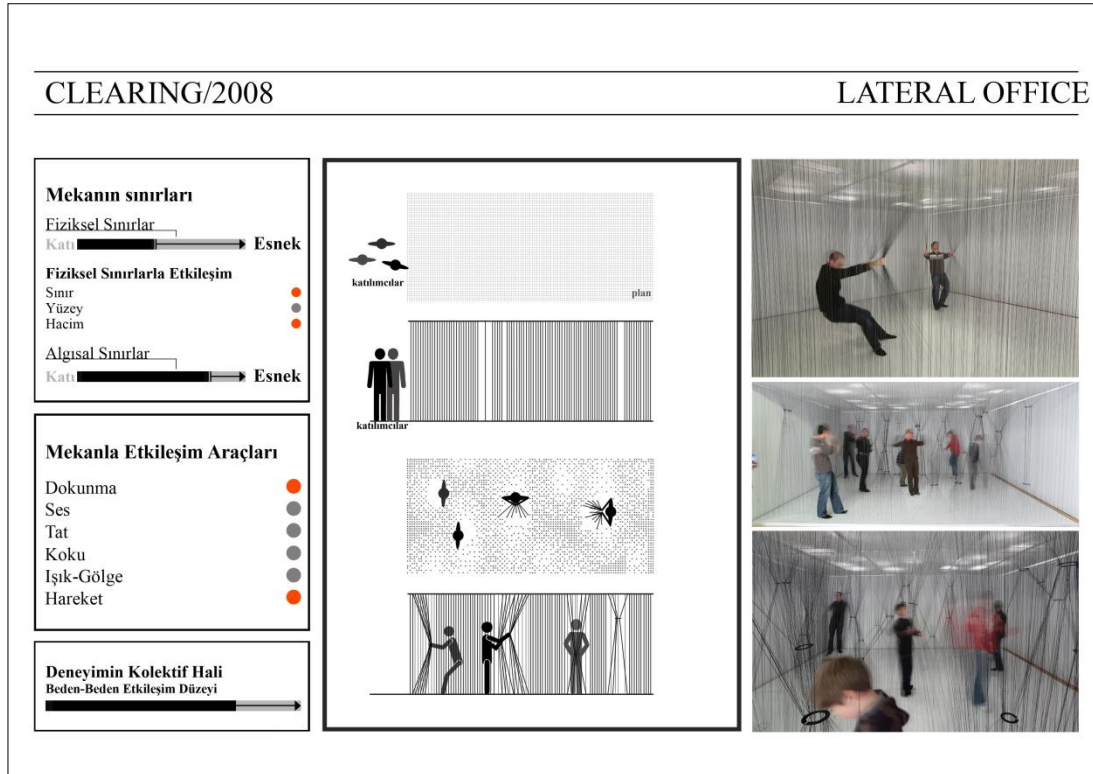 CLEARING/2008
LATERAL OFFICE
Mekanın sınırları
Fiziksel Sınırlar
Katı
Esnek
Fiziksel Sınırlarla Etkileşim
Sınır
Yüzey
Hacim
Algısal Sınırlar
Katı
Esnek
Mekanla Etkileşim Araçları
Dokunma
Ses
Tat
Koku
Işık-Gölge
Hareket
Deneyimin Kolektif Hali
Beden-Beden Etkileşim Düzeyi
katılımcılar
plan
katılımcılar